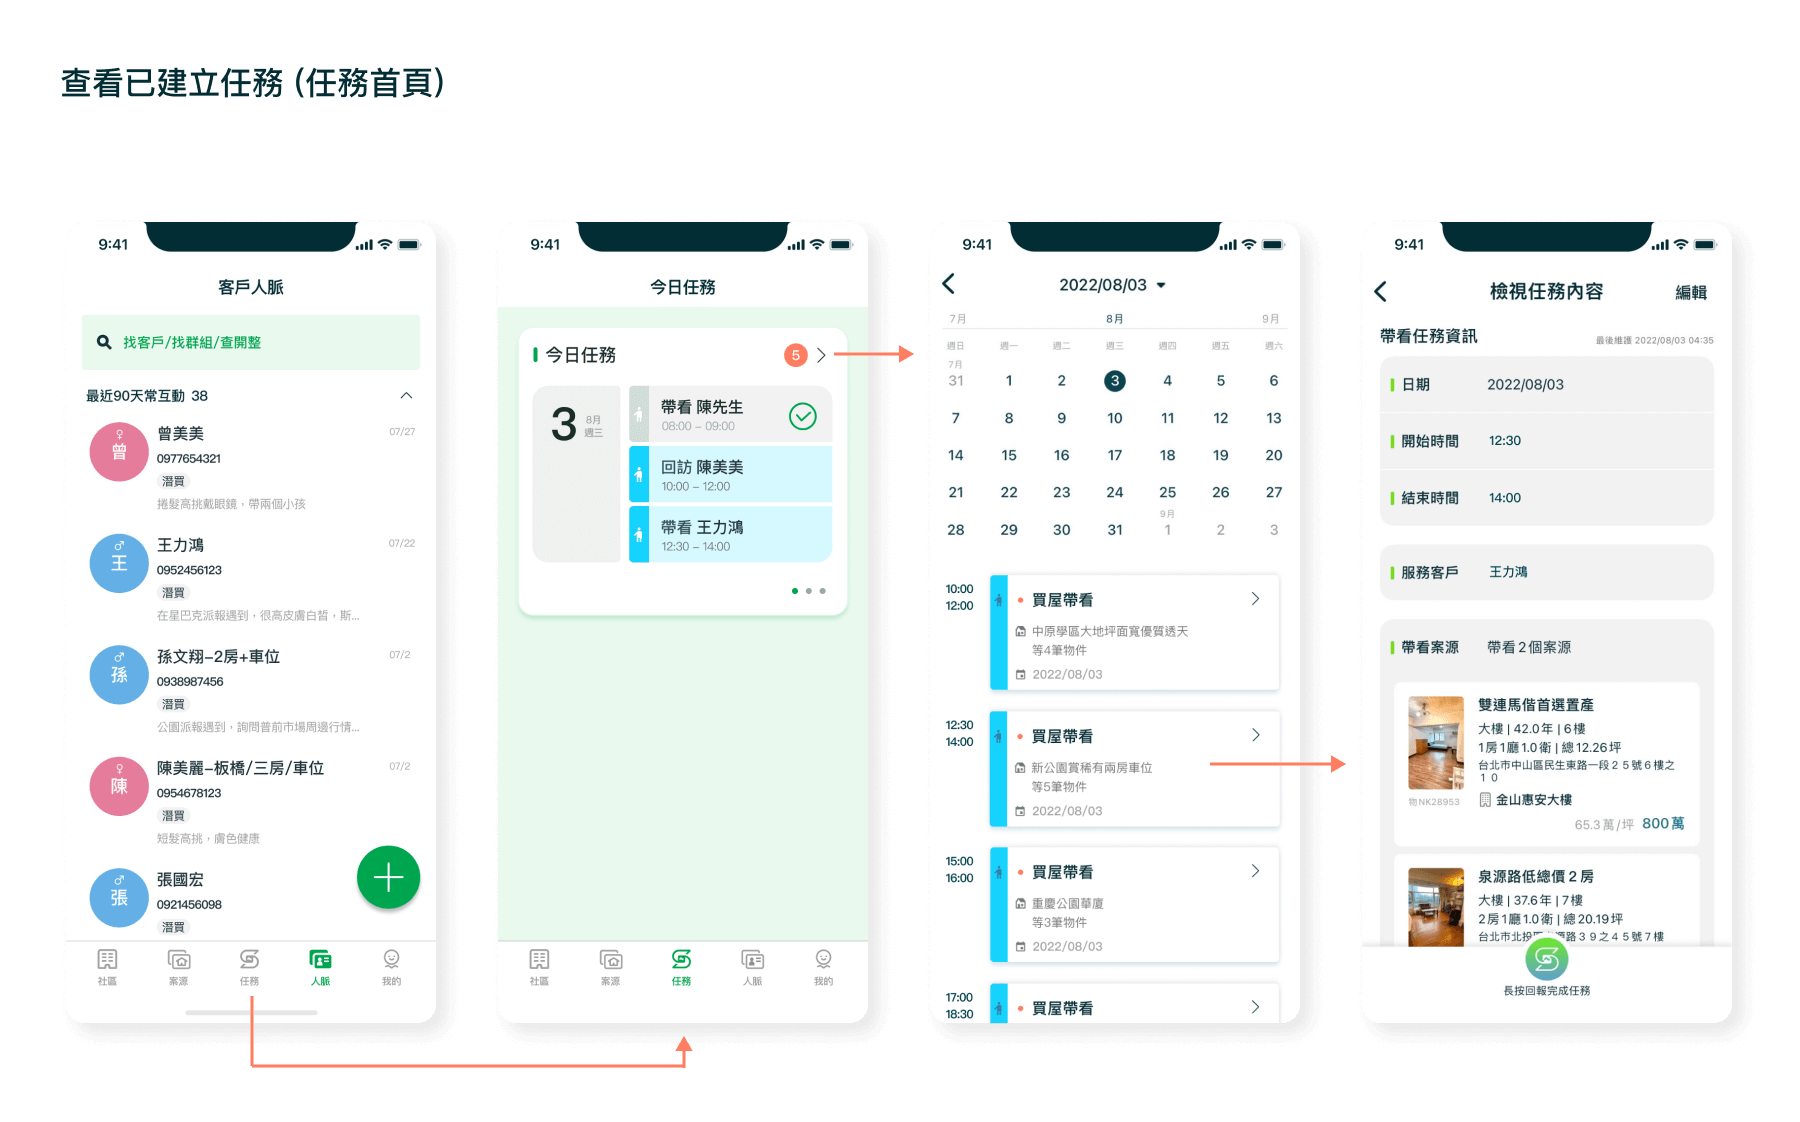 查看已建立任務 (任務首頁)
9:41
客戶人脈
找客戶/找群組/查開整
最近90天常互動 38
曾
曾美美
07/27
0977654321
潛買
捲髮高挑戴眼鏡，帶兩個小孩
王
王力鴻
07/22
0952456123
潛買
在星巴克派報遇到，很高皮膚白皙，斯...
孫
孫文翔-2房+車位
07/2
0938987456
潛買
公園派報遇到，詢問普前市場周邊行情...
陳
陳美麗-板橋/三房/車位
07/2
0954678123
潛買
短髮高挑，膚色健康
張
張國宏
0921456098
潛買
社區
案源
任務
人脈
我的
9:41
今日任務
今日任務
5
3
8月
週三
帶看 陳先生
08:00 – 09:00
回訪 陳美美
10:00 – 12:00
帶看 王力鴻
12:30 – 14:00
社區
案源
任務
人脈
我的
9:41
2022/08/03
7月 8月 9月
週日 週一 週二 週三 週四 週五 週六
7月
31 1 2 3 4 5 6
7 8 9 10 11 12 13
14 15 16 17 18 19 20
21 22 23 24 25 26 27
9月
28 29 30 31 1 2 3
10:00
12:00
買屋帶看
中原學區大地坪面寬優質透天
等4筆物件
2022/08/03
12:30
14:00
買屋帶看
新公園賞稀有兩房車位
等5筆物件
2022/08/03
15:00
16:00
買屋帶看
重慶公園華廈
等3筆物件
2022/08/03
17:00
18:30
買屋帶看
9:41
檢視任務內容
編輯
帶看任務資訊
最後維護 2022/08/03 04:35
日期 2022/08/03
開始時間 12:30
結束時間 14:00
服務客戶 王力鴻
帶看案源 帶看2個案源
雙連馬偕首選置產
大樓 | 42.0年 | 6樓
1房1廳1.0衛 | 總12.26坪
台北市中山區民生東路一段２５號６樓之
１０
物NK28953
金山惠安大樓
65.3萬/坪 800萬
泉源路低總價２房
大樓 | 37.6年 | 7樓
2房1廳1.0衛 | 總20.19坪
台北市北投區泉源路３９之４５號７樓
長按回報完成任務